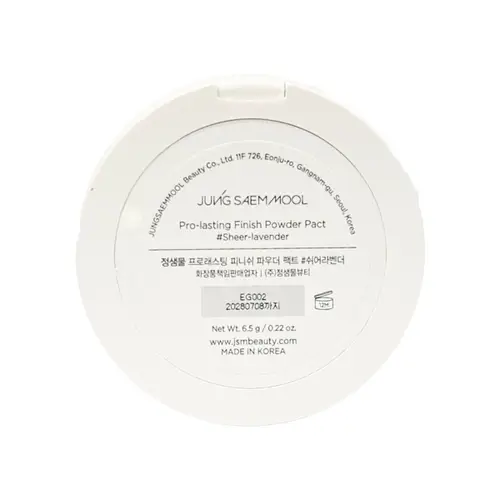 JUNGSAEMMOOL Beauty Co., Ltd. 11F 726, Eonju-ro, Gangnam-gu, Seoul, Korea
JUNG SAEM MOOL
Pro-lasting Finish Powder Pact
#Sheer-lavender
정샘물 프로래스팅 피니쉬 파우더 팩트 #쉬어라벤더
화장품책임판매업자 | (주)정샘물뷰티
EG002
20280708까지
12M
Net Wt. 6.5 g / 0.22 oz.
www.jsmbeauty.com
MADE IN KOREA